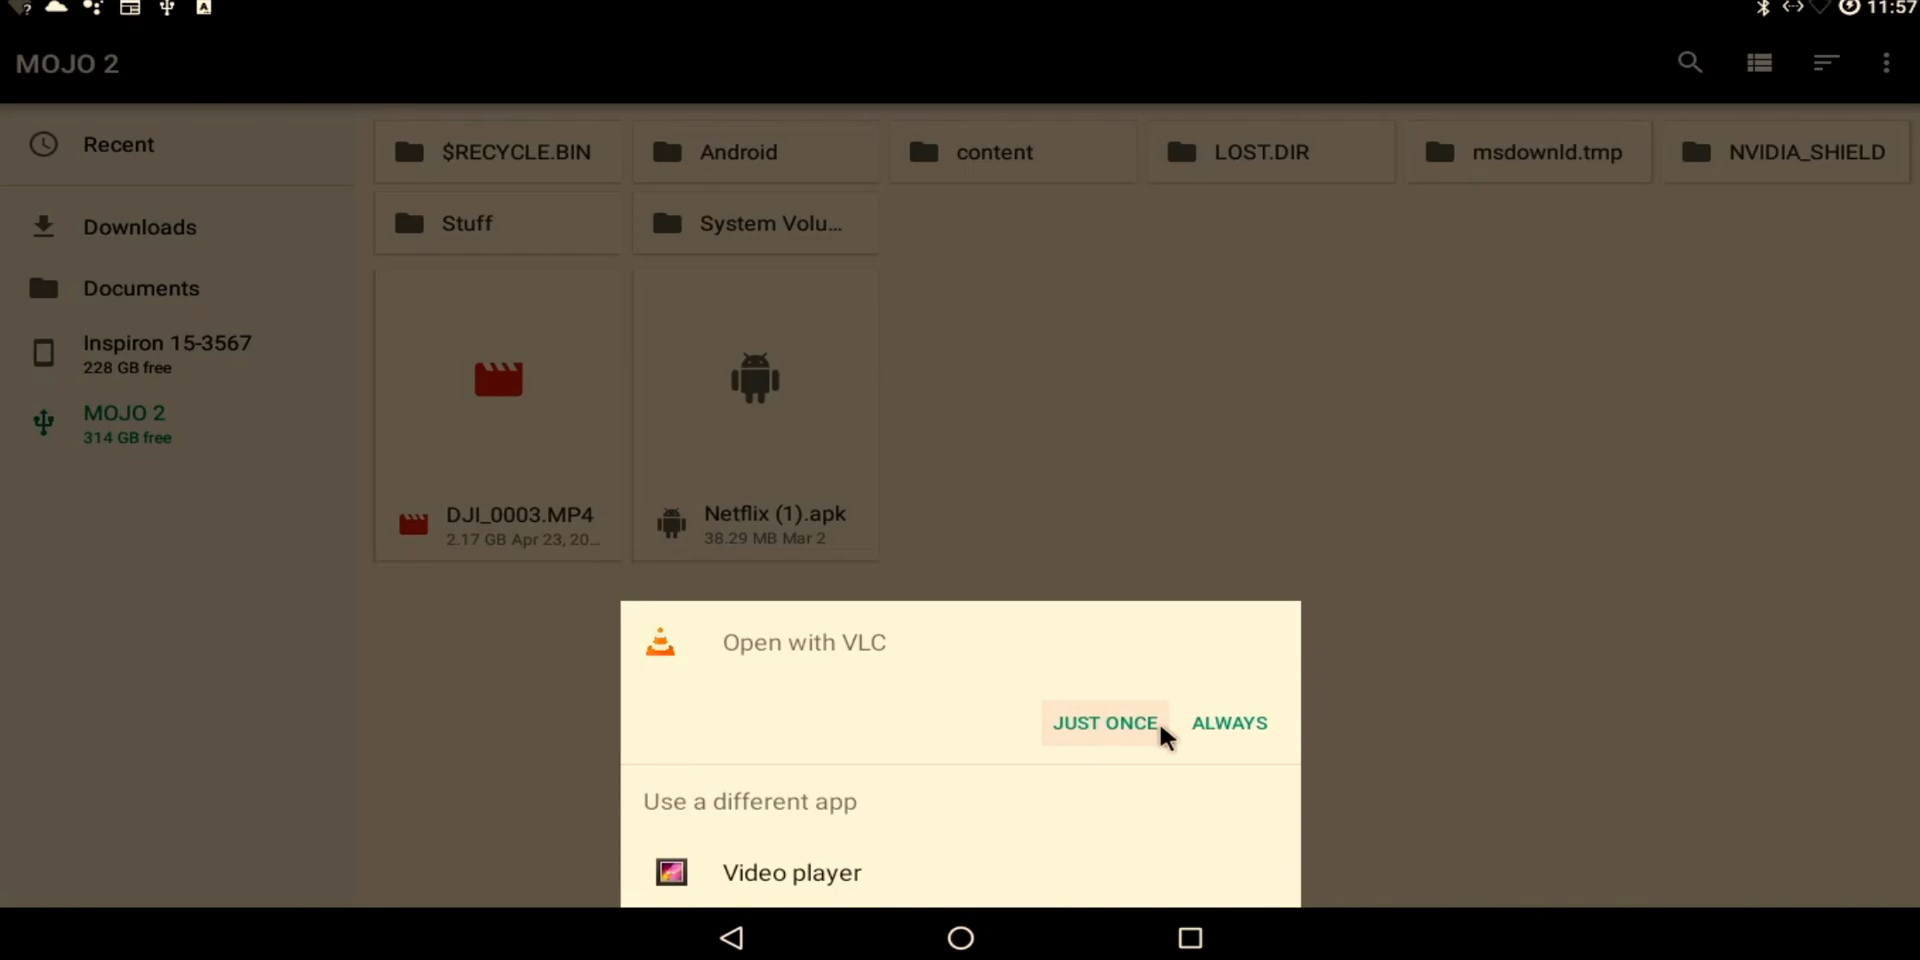 11:57
MOJO 2
Recent
Downloads
Documents
Inspiron 15-3567
228 GB free
MOJO 2
314 GB free
$RECYCLE.BIN
Android
content
LOST.DIR
msdownld.tmp
NVIDIA_SHIELD
Stuff
System Volu...
DJI_0003.MP4
2.17 GB Apr 23, 20...
Netflix (1).apk
38.29 MB Mar 2
Open with VLC
JUST ONCE
ALWAYS
Use a different app
Video player